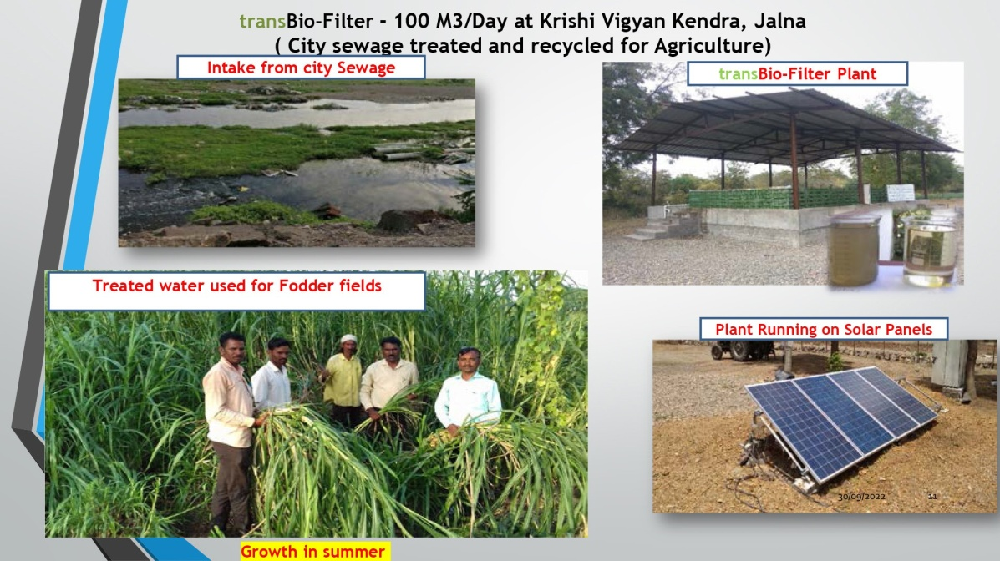 transBio-Filter - 100 M3/Day at Krishi Vigyan Kendra, Jalna
( City sewage treated and recycled for Agriculture)
Intake from city Sewage
transBio-Filter Plant
Treated water used for Fodder fields
Plant Running on Solar Panels
30/09/2022
11
Growth in summer